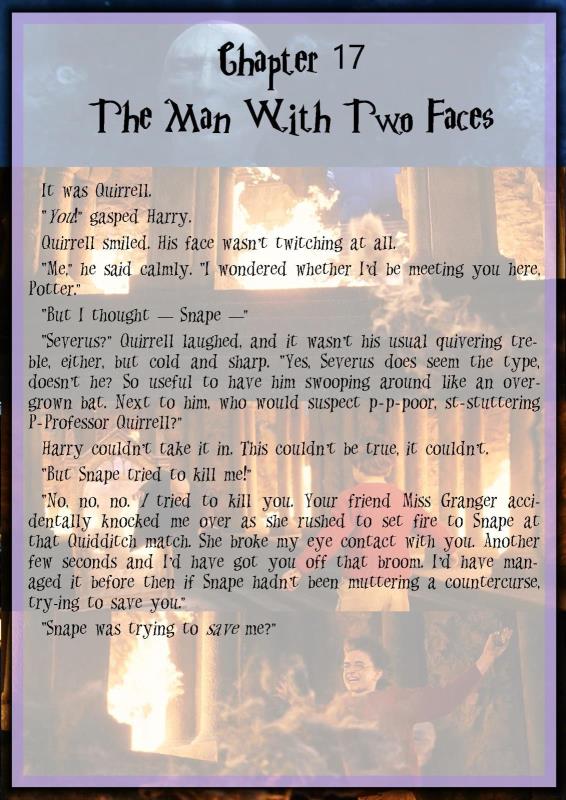 Chapter 17
The Man With Two Faces
It was Quirrell.
"You!" gasped Harry.
Quirrell smiled. His face wasn't twitching at all.
"Me," he said calmly. "I wondered whether I'd be meeting you here,
Potter."
"But I thought — Snape —"
"Severus?" Quirrell laughed, and it wasn't his usual quivering tre-
ble, either, but cold and sharp. "Yes, Severus does seem the type,
doesn't he? So useful to have him swooping around like an over-
grown bat. Next to him, who would suspect p-p-poor, st-stuttering
P-Professor Quirrell?"
Harry couldn't take it in. This couldn't be true, it couldn't.
"But Snape tried to kill me!"
"No, no, no. I tried to kill you. Your friend Miss Granger acci-
dentally knocked me over as she rushed to set fire to Snape at
that Quidditch match. She broke my eye contact with you. Another
few seconds and I'd have got you off that broom. I'd have man-
aged it before then if Snape hadn't been muttering a countercurse,
try-ing to save you."
"Snape was trying to save me?"